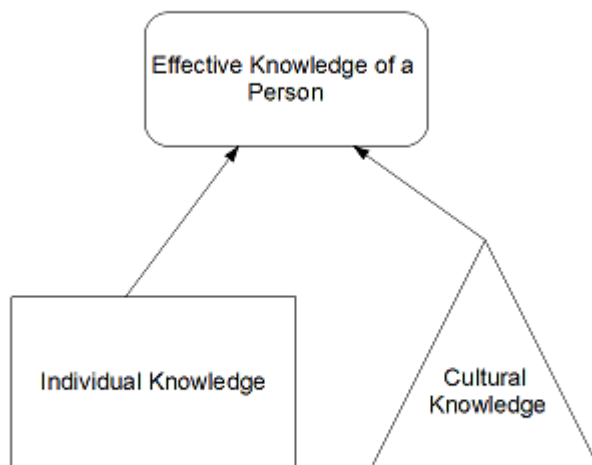 Effective Knowledge of a
Person
Individual Knowledge
Cultural
Knowledge